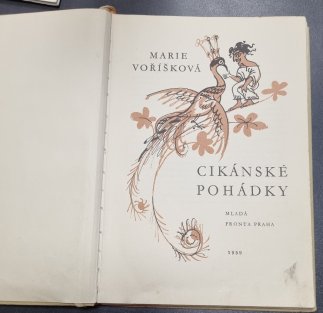 MARIE
VOŘÍŠKOVÁ
CIKÁNSKÉ
POHÁDKY
MLADÁ
FRONTA PRAHA
1959